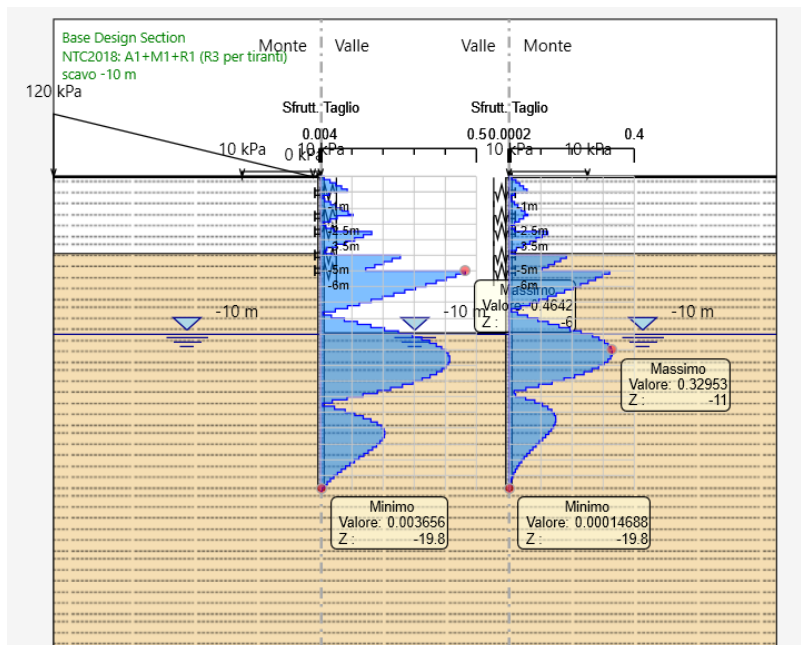 Base Design Section
NTC2018: A1+M1+R1 (R3 per tiranti)
scavo -10 m
Monte Valle Valle Monte
120 kPa
Sfrutt. Taglio Sfrutt. Taglio
0.004 0.5 0.0002 0.4
10 kPa 0 kPa 10 kPa 10 kPa 10 kPa
-1m -1m
-2.5m -2.5m
-3.5m -3.5m
-5m -5m
-6m -6m
Massimo
Valore: 0.4642
Z : -6
-10 m -10 m -10 m
Massimo
Valore: 0.32953
Z : -11
Minimo
Valore: 0.003656
Z : -19.8
Minimo
Valore: 0.00014688
Z : -19.8